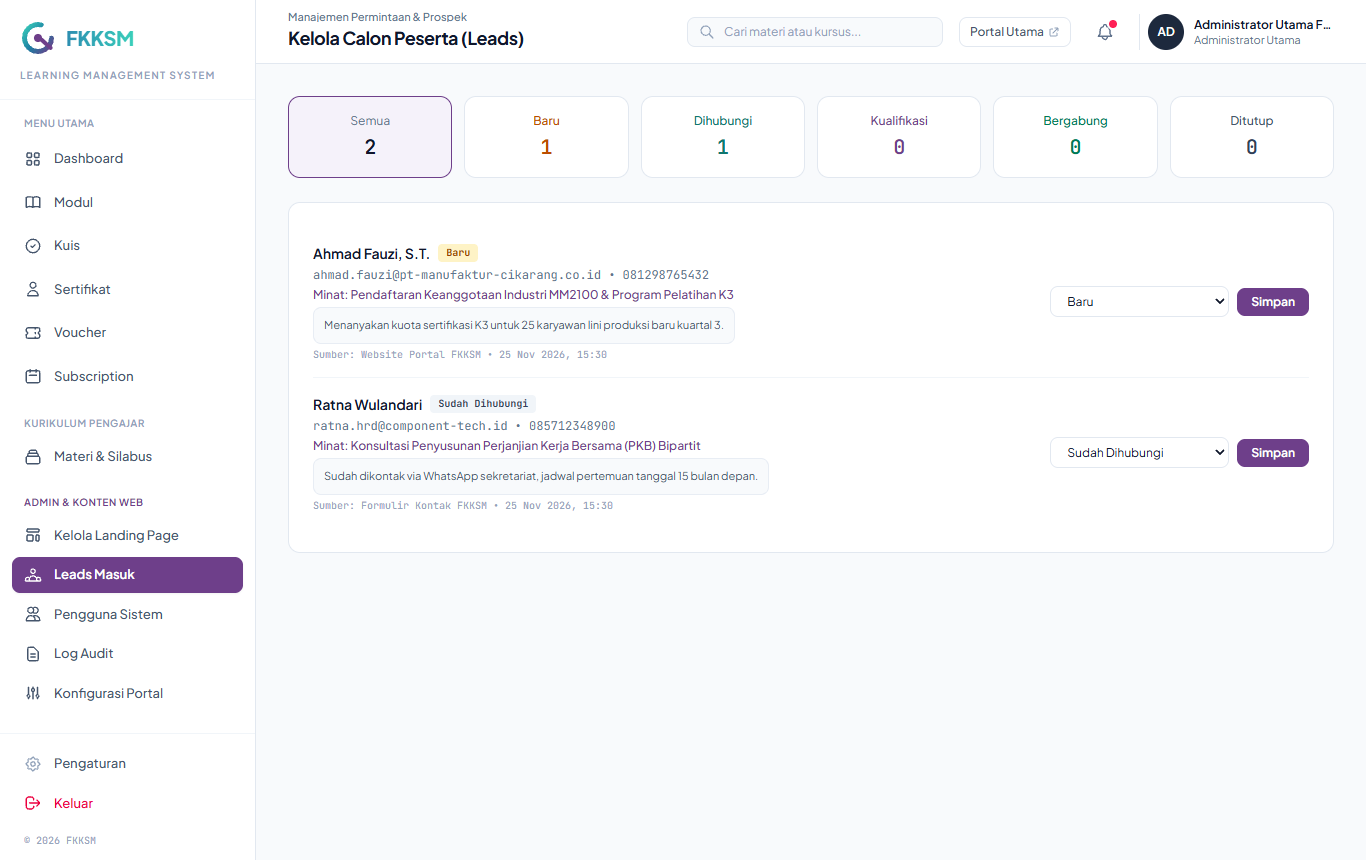 FKKSM
LEARNING MANAGEMENT SYSTEM
MENU UTAMA
Dashboard
Modul
Kuis
Sertifikat
Voucher
Subscription
KURIKULUM PENGAJAR
Materi & Silabus
ADMIN & KONTEN WEB
Kelola Landing Page
Leads Masuk
Pengguna Sistem
Log Audit
Konfigurasi Portal
Pengaturan
Keluar
© 2026 FKKSM
Manajemen Permintaan & Prospek
Kelola Calon Peserta (Leads)
Cari materi atau kursus...
Portal Utama
AD
Administrator Utama F...
Administrator Utama
Semua
2
Baru
1
Dihubungi
1
Kualifikasi
0
Bergabung
0
Ditutup
0
Ahmad Fauzi, S.T. Baru
ahmad.fauzi@pt-manufaktur-cikarang.co.id • 081298765432
Minat: Pendaftaran Keanggotaan Industri MM2100 & Program Pelatihan K3
Menanyakan kuota sertifikasi K3 untuk 25 karyawan lini produksi baru kuartal 3.
Sumber: Website Portal FKKSM • 25 Nov 2026, 15:30
Baru
Simpan
Ratna Wulandari Sudah Dihubungi
ratna.hrd@component-tech.id • 085712348900
Minat: Konsultasi Penyusunan Perjanjian Kerja Bersama (PKB) Bipartit
Sudah dikontak via WhatsApp sekretariat, jadwal pertemuan tanggal 15 bulan depan.
Sumber: Formulir Kontak FKKSM • 25 Nov 2026, 15:30
Sudah Dihubungi
Simpan